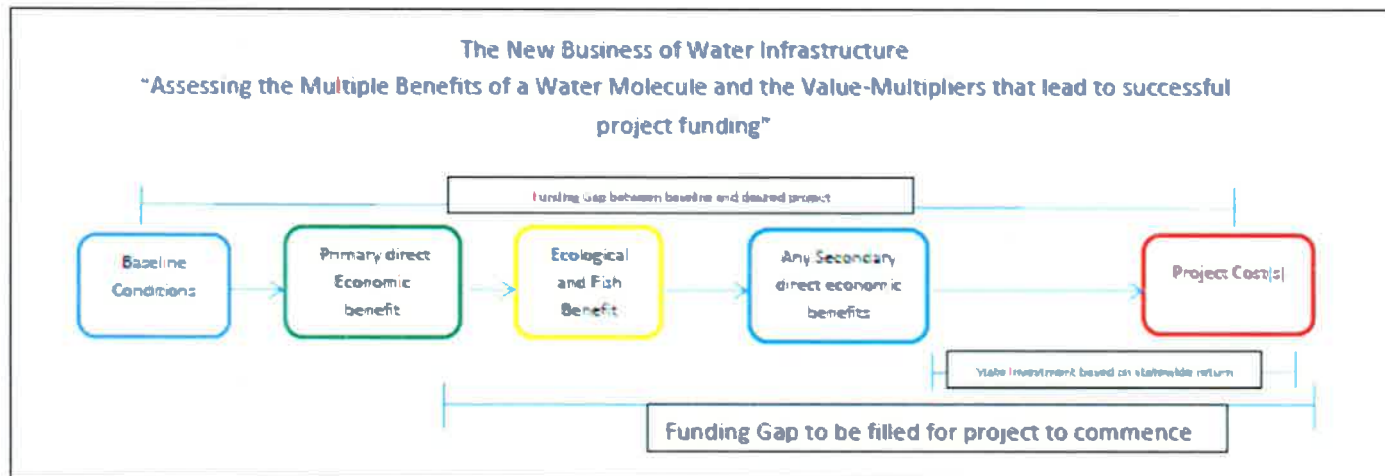 The New Business of Water Infrastructure
"Assessing the Multiple Benefits of a Water Molecule and the Value-Multipliers that lead to successful
project funding"
Funding Gap between baseline and desired project
Baseline
Conditions
Primary direct
Economic
benefit
Ecological
and Fish
Benefit
Any Secondary
direct economic
benefits
Project Cost(s)
State Investment based on statewide return
Funding Gap to be filled for project to commence